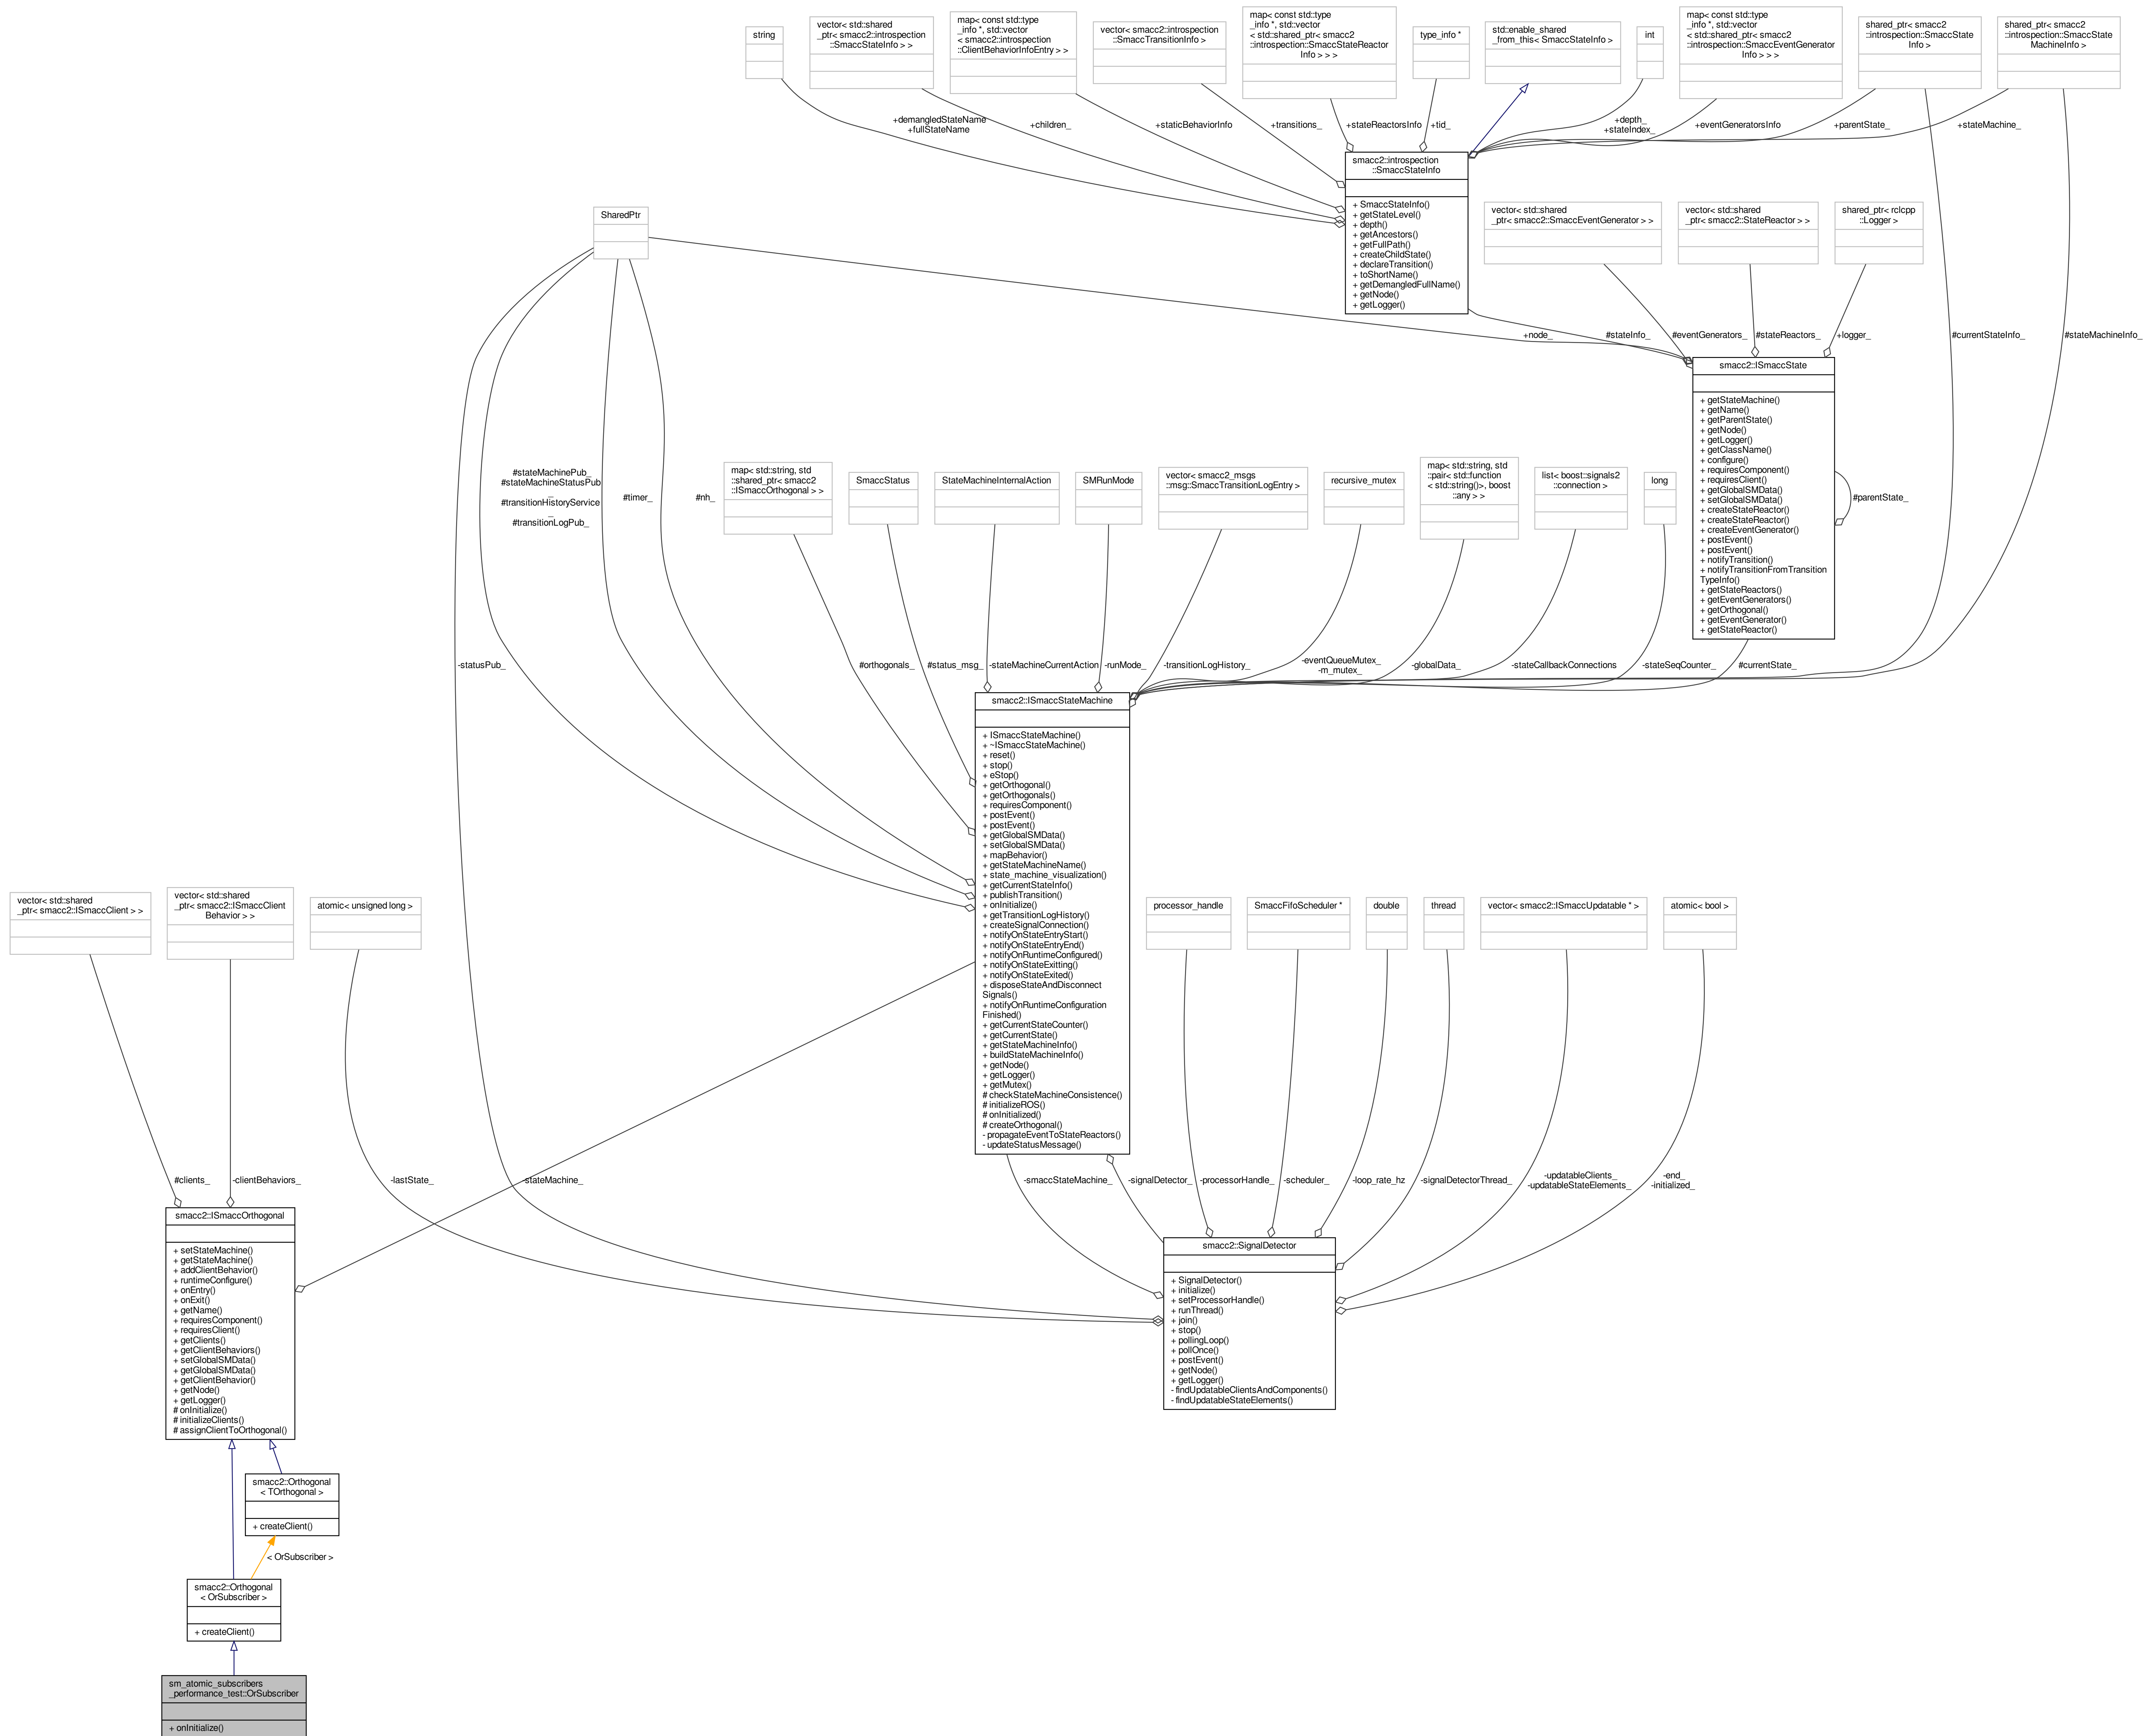 string
vector< std::shared
_ptr< smacc2::introspection
::SmaccStateInfo > >
map< const std::type
_info *, std::vector
< smacc2::introspection
::ClientBehaviorInfoEntry > >
vector< smacc2::introspection
::SmaccTransitionInfo >
map< const std::type
_info *, std::vector
< std::shared_ptr< smacc2
::introspection::SmaccStateReactor
Info > > >
type_info *
std::enable_shared
_from_this< SmaccStateInfo >
int
map< const std::type
_info *, std::vector
< std::shared_ptr< smacc2
::introspection::SmaccEventGenerator
Info > > >
shared_ptr< smacc2
::introspection::SmaccState
Info >
shared_ptr< smacc2
::introspection::SmaccState
MachineInfo >
+demangledStateName
+fullStateName
+children_
+staticBehaviorInfo
+transitions_
+stateReactorsInfo
+tid_
+depth_
+stateIndex_
+eventGeneratorsInfo
+parentState_
+stateMachine_
smacc2::introspection
::SmaccStateInfo
+ SmaccStateInfo()
+ getStateLevel()
+ depth()
+ getAncestors()
+ getFullPath()
+ createChildState()
+ declareTransition()
+ toShortName()
+ getDemangledFullName()
+ getNode()
+ getLogger()
SharedPtr
vector< std::shared
_ptr< smacc2::SmaccEventGenerator > >
vector< std::shared
_ptr< smacc2::StateReactor > >
shared_ptr< rclcpp
::Logger >
+node_
#stateInfo_
#eventGenerators_
#stateReactors_
+logger_
#currentStateInfo_
#stateMachineInfo_
smacc2::ISmaccState
+ getStateMachine()
+ getName()
+ getParentState()
+ getNode()
+ getLogger()
+ getClassName()
+ configure()
+ requiresComponent()
+ requiresClient()
+ getGlobalSMData()
+ setGlobalSMData()
+ createStateReactor()
+ createStateReactor()
+ createEventGenerator()
+ postEvent()
+ postEvent()
+ notifyTransition()
+ notifyTransitionFromTransition
TypeInfo()
+ getStateReactors()
+ getEventGenerators()
+ getOrthogonal()
+ getEventGenerator()
+ getStateReactor()
#parentState_
#stateMachinePub_
#stateMachineStatusPub
_
#transitionHistoryService
_
#transitionLogPub_
#timer_
#nh_
map< std::string, std
::shared_ptr< smacc2
::ISmaccOrthogonal > >
SmaccStatus
StateMachineInternalAction
SMRunMode
vector< smacc2_msgs
::msg::SmaccTransitionLogEntry >
recursive_mutex
map< std::string, std
::pair< std::function
< std::string()>, boost
::any > >
list< boost::signals2
::connection >
long
-statusPub_
#orthogonals_
#status_msg_
-stateMachineCurrentAction
-runMode_
-transitionLogHistory_
-eventQueueMutex_
-m_mutex_
-globalData_
-stateCallbackConnections
-stateSeqCounter_
#currentState_
smacc2::ISmaccStateMachine
+ ISmaccStateMachine()
+ ~ISmaccStateMachine()
+ reset()
+ stop()
+ eStop()
+ getOrthogonal()
+ getOrthogonals()
+ requiresComponent()
+ postEvent()
+ postEvent()
+ getGlobalSMData()
+ setGlobalSMData()
+ mapBehavior()
+ getStateMachineName()
+ state_machine_visualization()
+ getCurrentStateInfo()
+ publishTransition()
+ onInitialize()
+ getTransitionLogHistory()
+ createSignalConnection()
+ notifyOnStateEntryStart()
+ notifyOnStateEntryEnd()
+ notifyOnRuntimeConfigured()
+ notifyOnStateExitting()
+ notifyOnStateExited()
+ disposeStateAndDisconnect
Signals()
+ notifyOnRuntimeConfiguration
Finished()
+ getCurrentStateCounter()
+ getCurrentState()
+ getStateMachineInfo()
+ buildStateMachineInfo()
+ getNode()
+ getLogger()
+ getMutex()
# checkStateMachineConsistence()
# initializeROS()
# onInitialized()
# createOrthogonal()
- propagateEventToStateReactors()
- updateStatusMessage()
vector< std::shared
_ptr< smacc2::ISmaccClient > >
vector< std::shared
_ptr< smacc2::ISmaccClient
Behavior > >
atomic< unsigned long >
processor_handle
SmaccFifoScheduler *
double
thread
vector< smacc2::ISmaccUpdatable * >
atomic< bool >
#clients_
-clientBehaviors_
-lastState_
-stateMachine_
-smaccStateMachine_
-signalDetector_
-processorHandle_
-scheduler_
-loop_rate_hz
-signalDetectorThread_
-updatableClients_
-updatableStateElements_
-end_
-initialized_
smacc2::ISmaccOrthogonal
+ setStateMachine()
+ getStateMachine()
+ addClientBehavior()
+ runtimeConfigure()
+ onEntry()
+ onExit()
+ getName()
+ requiresComponent()
+ requiresClient()
+ getClients()
+ getClientBehaviors()
+ setGlobalSMData()
+ getGlobalSMData()
+ getClientBehavior()
+ getNode()
+ getLogger()
# onInitialize()
# initializeClients()
# assignClientToOrthogonal()
smacc2::SignalDetector
+ SignalDetector()
+ initialize()
+ setProcessorHandle()
+ runThread()
+ join()
+ stop()
+ pollingLoop()
+ pollOnce()
+ postEvent()
+ getNode()
+ getLogger()
- findUpdatableClientsAndComponents()
- findUpdatableStateElements()
smacc2::Orthogonal
< TOrthogonal >
+ createClient()
< OrSubscriber >
smacc2::Orthogonal
< OrSubscriber >
+ createClient()
sm_atomic_subscribers
_performance_test::OrSubscriber
+ onInitialize()